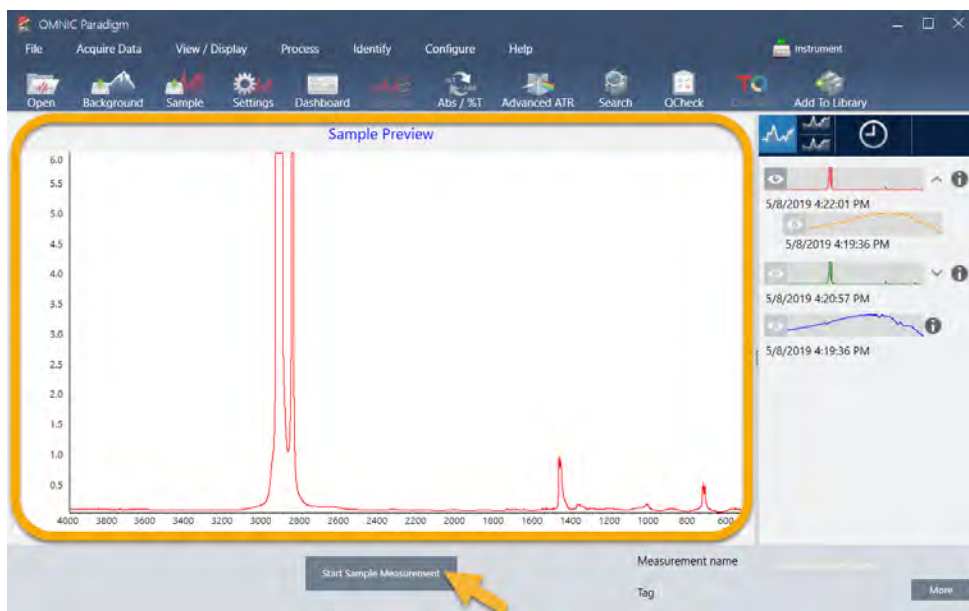 OMNIC Paradigm
File Acquire Data View / Display Process Identify Configure Help Instrument
Open Background Sample Settings Dashboard Abs / %T Advanced ATR Search QCheck TQ Add To Library
Sample Preview
6.0
5.5
5.0
4.5
4.0
3.5
3.0
2.5
2.0
1.5
1.0
0.5
4000 3800 3600 3400 3200 3000 2800 2600 2400 2200 2000 1800 1600 1400 1200 1000 800 600
5/8/2019 4:22:01 PM
5/8/2019 4:19:36 PM
5/8/2019 4:20:57 PM
5/8/2019 4:19:36 PM
Start Sample Measurement
Measurement name
Tag
More